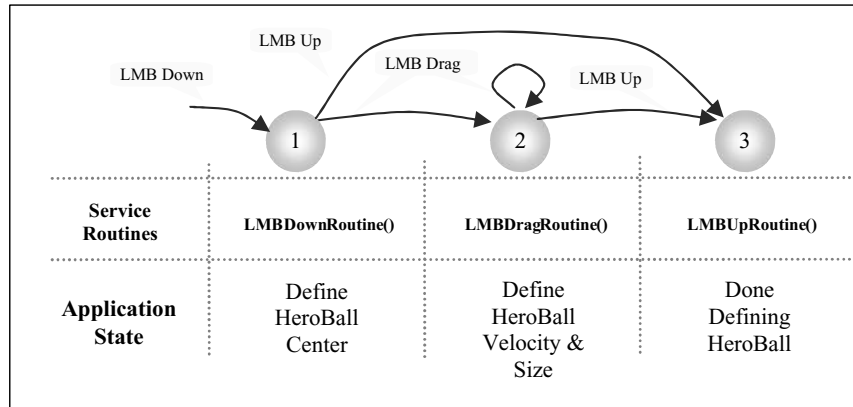 LMB Up
LMB Drag
LMB Up
LMB Down
1
2
3
Service
Routines
LMBDownRoutine()
LMBDragRoutine()
LMBUpRoutine()
Application
State
Define
HeroBall
Center
Define
HeroBall
Velocity &
Size
Done
Defining
HeroBall